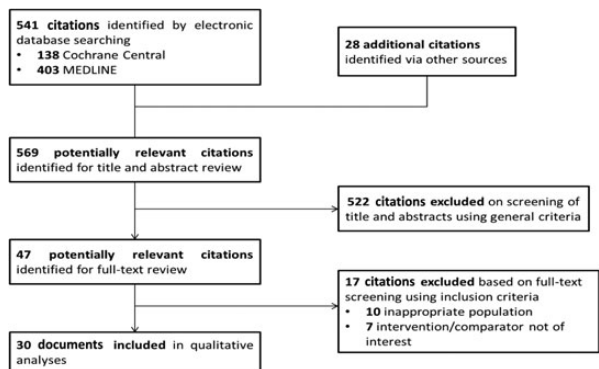 541 citations identified by electronic
database searching
• 138 Cochrane Central
• 403 MEDLINE
28 additional citations
identified via other sources
569 potentially relevant citations
identified for title and abstract review
522 citations excluded on screening of
title and abstracts using general criteria
47 potentially relevant citations
identified for full-text review
17 citations excluded based on full-text
screening using inclusion criteria
• 10 inappropriate population
• 7 intervention/comparator not of
interest
30 documents included in qualitative
analyses